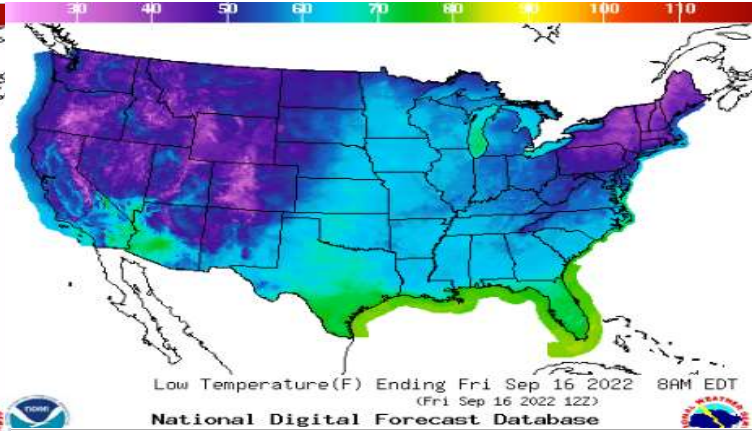 30 40 50 60 70 80 90 100 110
Low Temperature(F) Ending Fri Sep 16 2022 8AM EDT
(Fri Sep 16 2022 12Z)
National Digital Forecast Database